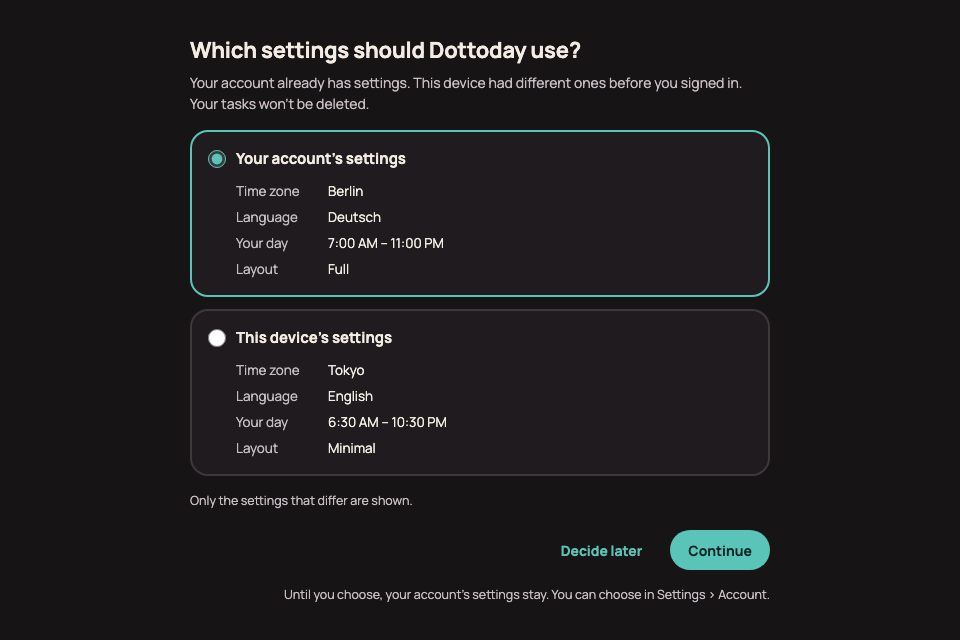 Which settings should Dottoday use?
Your account already has settings. This device had different ones before you signed in.
Your tasks won't be deleted.
Your account's settings
Time zone Berlin
Language Deutsch
Your day 7:00 AM – 11:00 PM
Layout Full
This device's settings
Time zone Tokyo
Language English
Your day 6:30 AM – 10:30 PM
Layout Minimal
Only the settings that differ are shown.
Decide later Continue
Until you choose, your account's settings stay. You can choose in Settings > Account.